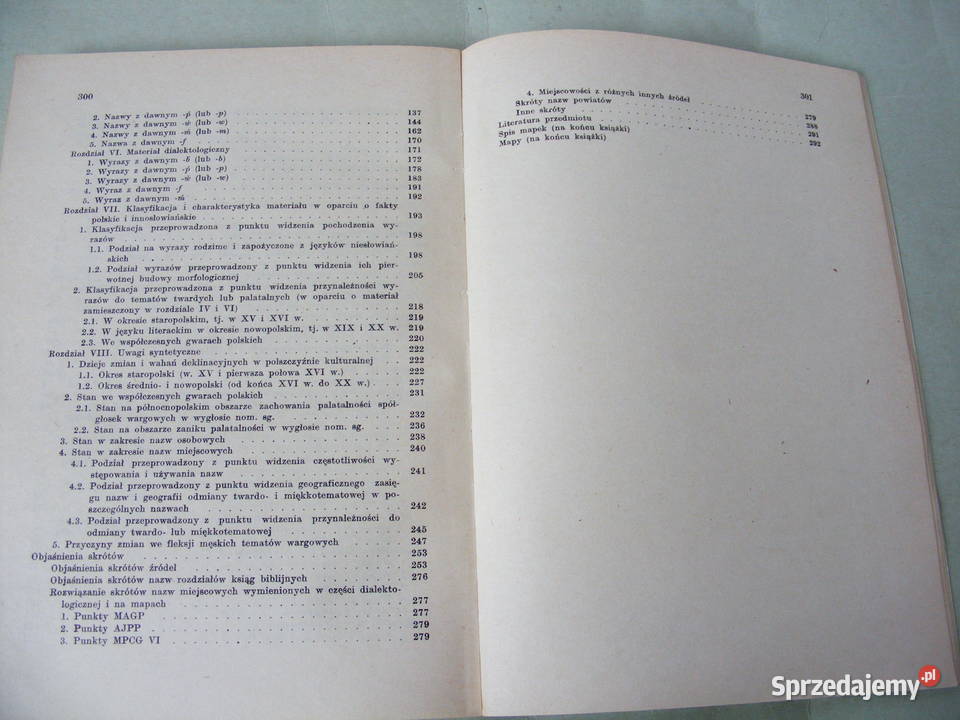 300
2. Nazwy z dawnym -ṕ (lub -p) 137
3. Nazwy z dawnym -ẃ (lub -w) 144
4. Nazwy z dawnym -ḿ (lub -m) 162
5. Nazwa z dawnym -f 170
Rozdział VI. Materiał dialektologiczny 171
1. Wyrazy z dawnym -b́ (lub -b) 172
2. Wyrazy z dawnym -ṕ (lub -p) 178
3. Wyrazy z dawnym -ẃ (lub -w) 183
4. Wyraz z dawnym -f 191
5. Wyraz z dawnym -ḿ 192
Rozdział VII. Klasyfikacja i charakterystyka materiału w oparciu o fakty
polskie i innosłowiańskie 193
1. Klasyfikacja przeprowadzona z punktu widzenia pochodzenia wy-
razów 198
1.1. Podział na wyrazy rodzime i zapożyczone z języków niesłowiań-
skich 198
1.2. Podział wyrazów przeprowadzony z punktu widzenia ich pier-
wotnej budowy morfologicznej 205
2. Klasyfikacja przeprowadzona z punktu widzenia przynależności wy-
razów do tematów twardych lub palatalnych (w oparciu o materiał
zamieszczony w rozdziale IV i VI) 218
2.1. W okresie staropolskim, tj. w XV i XVI w. 219
2.2. W języku literackim w okresie nowopolskim, tj. w XIX i XX w. 219
2.3. We współczesnych gwarach polskich 220
Rozdział VIII. Uwagi syntetyczne 222
1. Dzieje zmian i wahań deklinacyjnych w polszczyźnie kulturalnej 222
1.1. Okres staropolski (w. XV i pierwsza połowa XVI w.) 222
1.2. Okres średnio- i nowopolski (od końca XVI w. do XX w.) 227
2. Stan we współczesnych gwarach polskich 231
2.1. Stan na północnopolskim obszarze zachowania palatalności spół-
głosek wargowych w wygłosie nom. sg. 232
2.2. Stan na obszarze zaniku palatalności w wygłosie nom. sg. 236
3. Stan w zakresie nazw osobowych 238
4. Stan w zakresie nazw miejscowych 240
4.1. Podział przeprowadzony z punktu widzenia częstotliwości wy-
stępowania i używania nazw 241
4.2. Podział przeprowadzony z punktu widzenia geograficznego zasię-
gu nazw i geografii odmiany twardo- i miękkotematowej w po-
szczególnych nazwach 242
4.3. Podział przeprowadzony z punktu widzenia przynależności do
odmiany twardo- lub miękkotematowej 245
5. Przyczyny zmian we fleksji męskich tematów wargowych 247
Objaśnienia skrótów 253
Objaśnienia skrótów źródeł 253
Objaśnienia skrótów nazw rozdziałów ksiąg biblijnych 276
Rozwiązanie skrótów nazw miejscowych wymienionych w części dialekto-
logicznej i na mapach 277
1. Punkty MAGP 277
2. Punkty AJPP 279
3. Punkty MPCG VI 279
301
4. Miejscowości z różnych innych źródeł 279
Skróty nazw powiatów
Inne skróty
Literatura przedmiotu 288
Spis mapek (na końcu książki) 291
Mapy (na końcu książki) 292
Sprzedajemy.pl